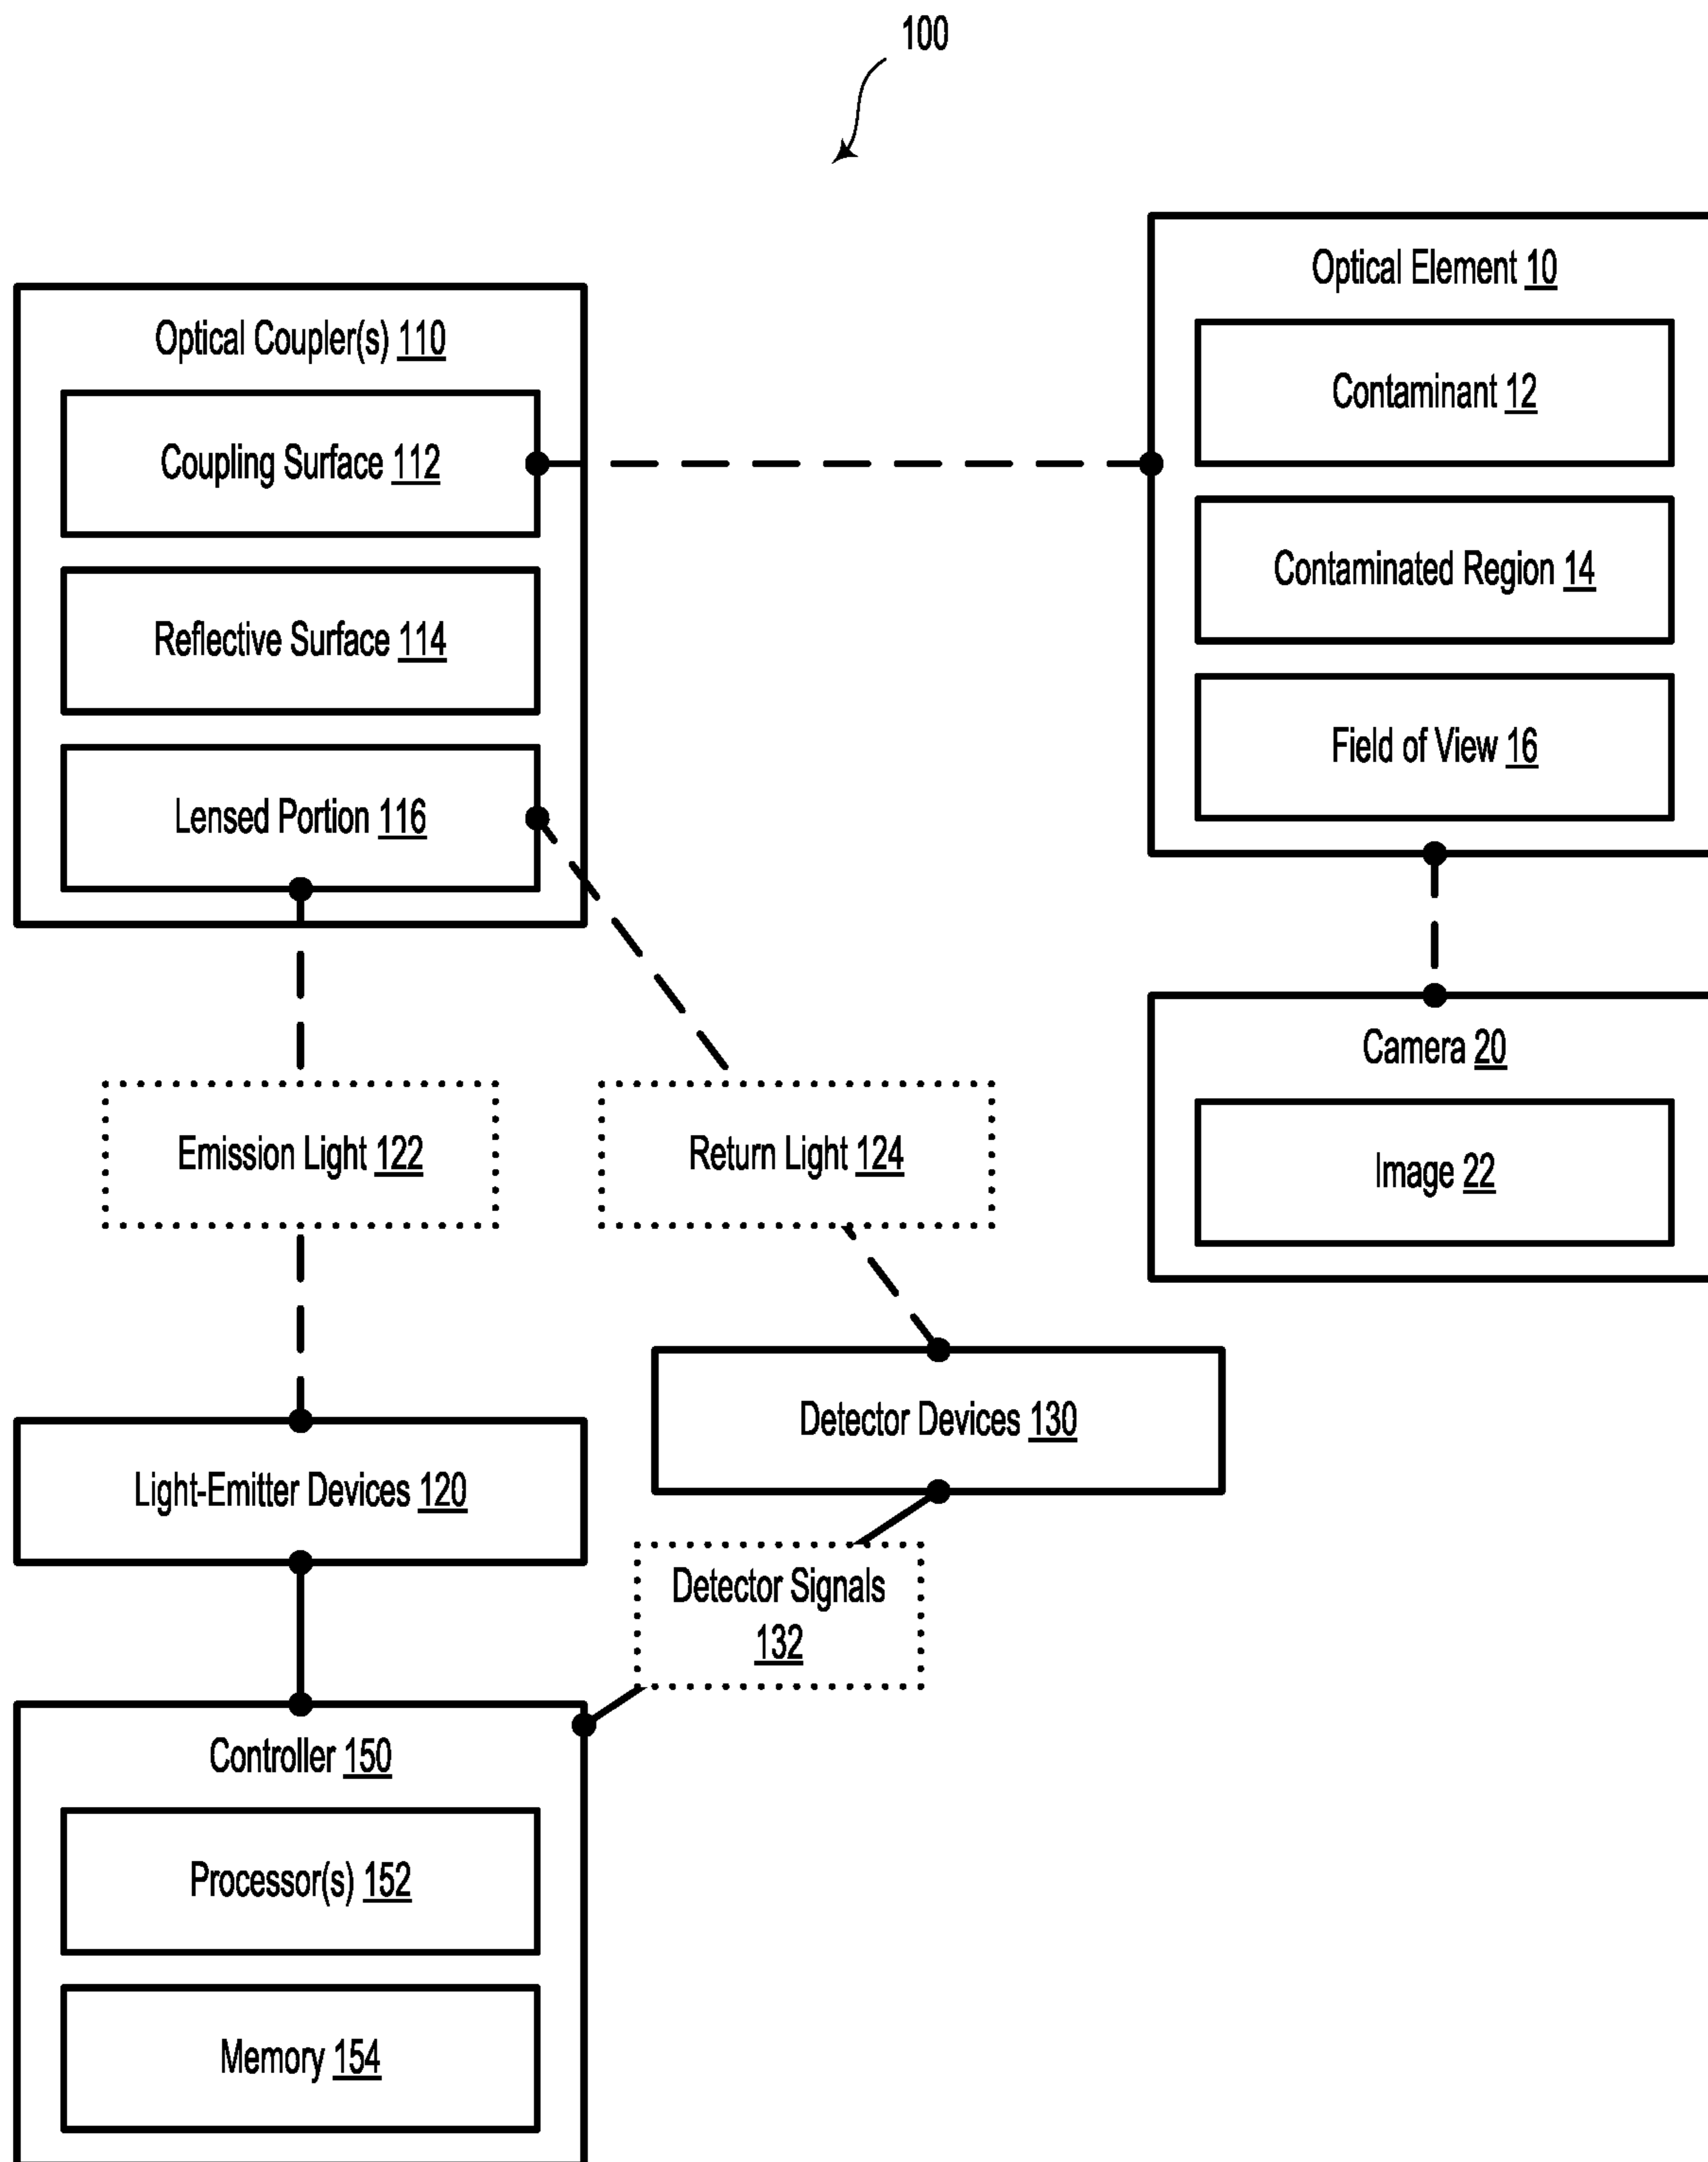 100
Optical Element 10
Contaminant 12
Contaminated Region 14
Field of View 16
Optical Coupler(s) 110
Coupling Surface 112
Reflective Surface 114
Lensed Portion 116
Camera 20
Image 22
Emission Light 122
Return Light 124
Detector Devices 130
Light-Emitter Devices 120
Detector Signals
132
Controller 150
Processor(s) 152
Memory 154